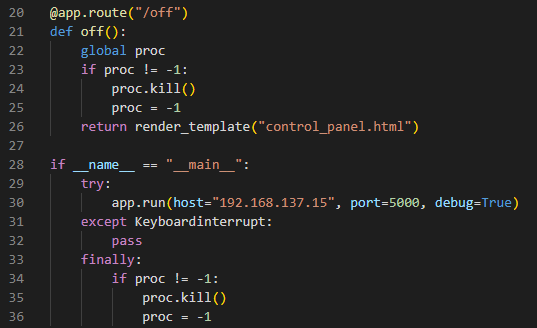 20 @app.route("/off")
21 def off():
22     global proc
23     if proc != -1:
24         proc.kill()
25         proc = -1
26     return render_template("control_panel.html")
27
28 if __name__ == "__main__":
29     try:
30         app.run(host="192.168.137.15", port=5000, debug=True)
31     except Keyboardinterrupt:
32         pass
33     finally:
34         if proc != -1:
35             proc.kill()
36             proc = -1